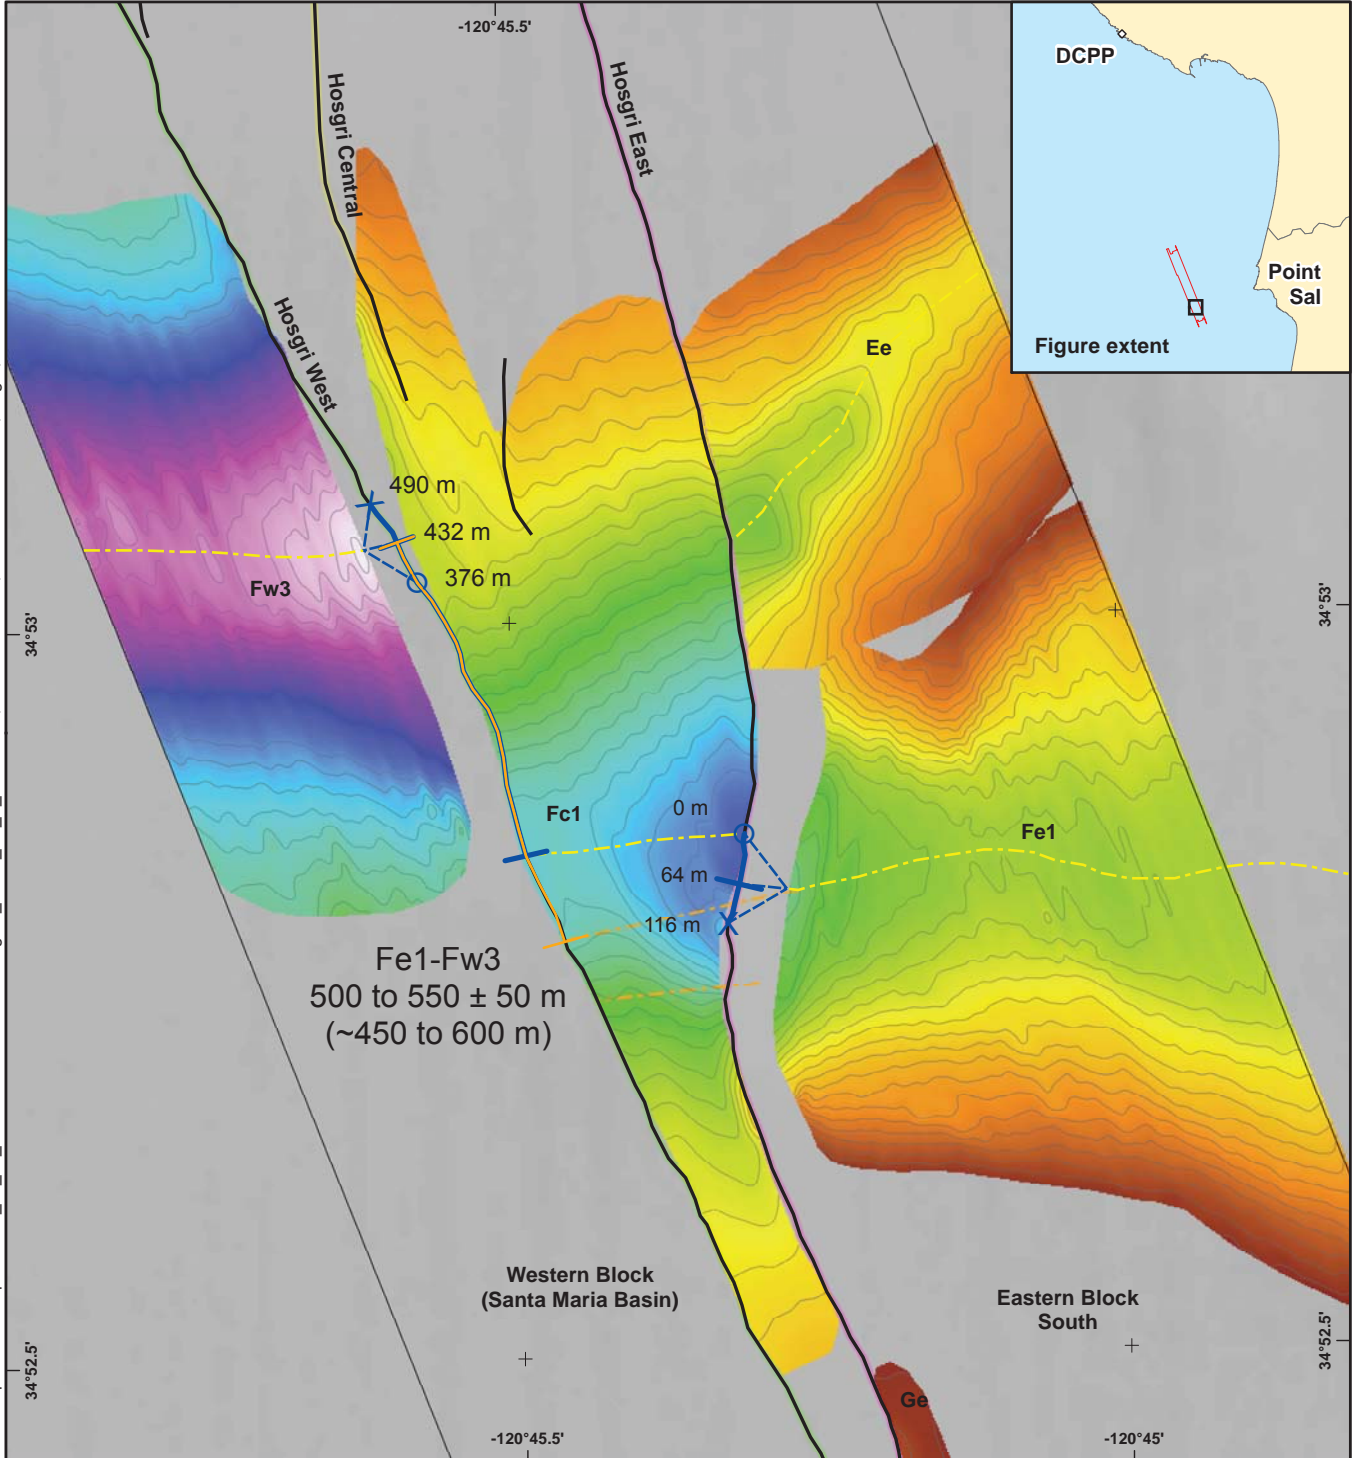 -120°45.5'
DCPP
Point
Sal
Figure extent
Hosgri Central
Hosgri East
Hosgri West
Ee
490 m
432 m
376 m
Fw3
34°53'
34°53'
0 m
Fc1
Fe1
64 m
116 m
Fe1-Fw3
500 to 550 ± 50 m
(~450 to 600 m)
Western Block
(Santa Maria Basin)
Eastern Block
South
34°52.5'
34°52.5'
Ge
-120°45.5'
-120°45'